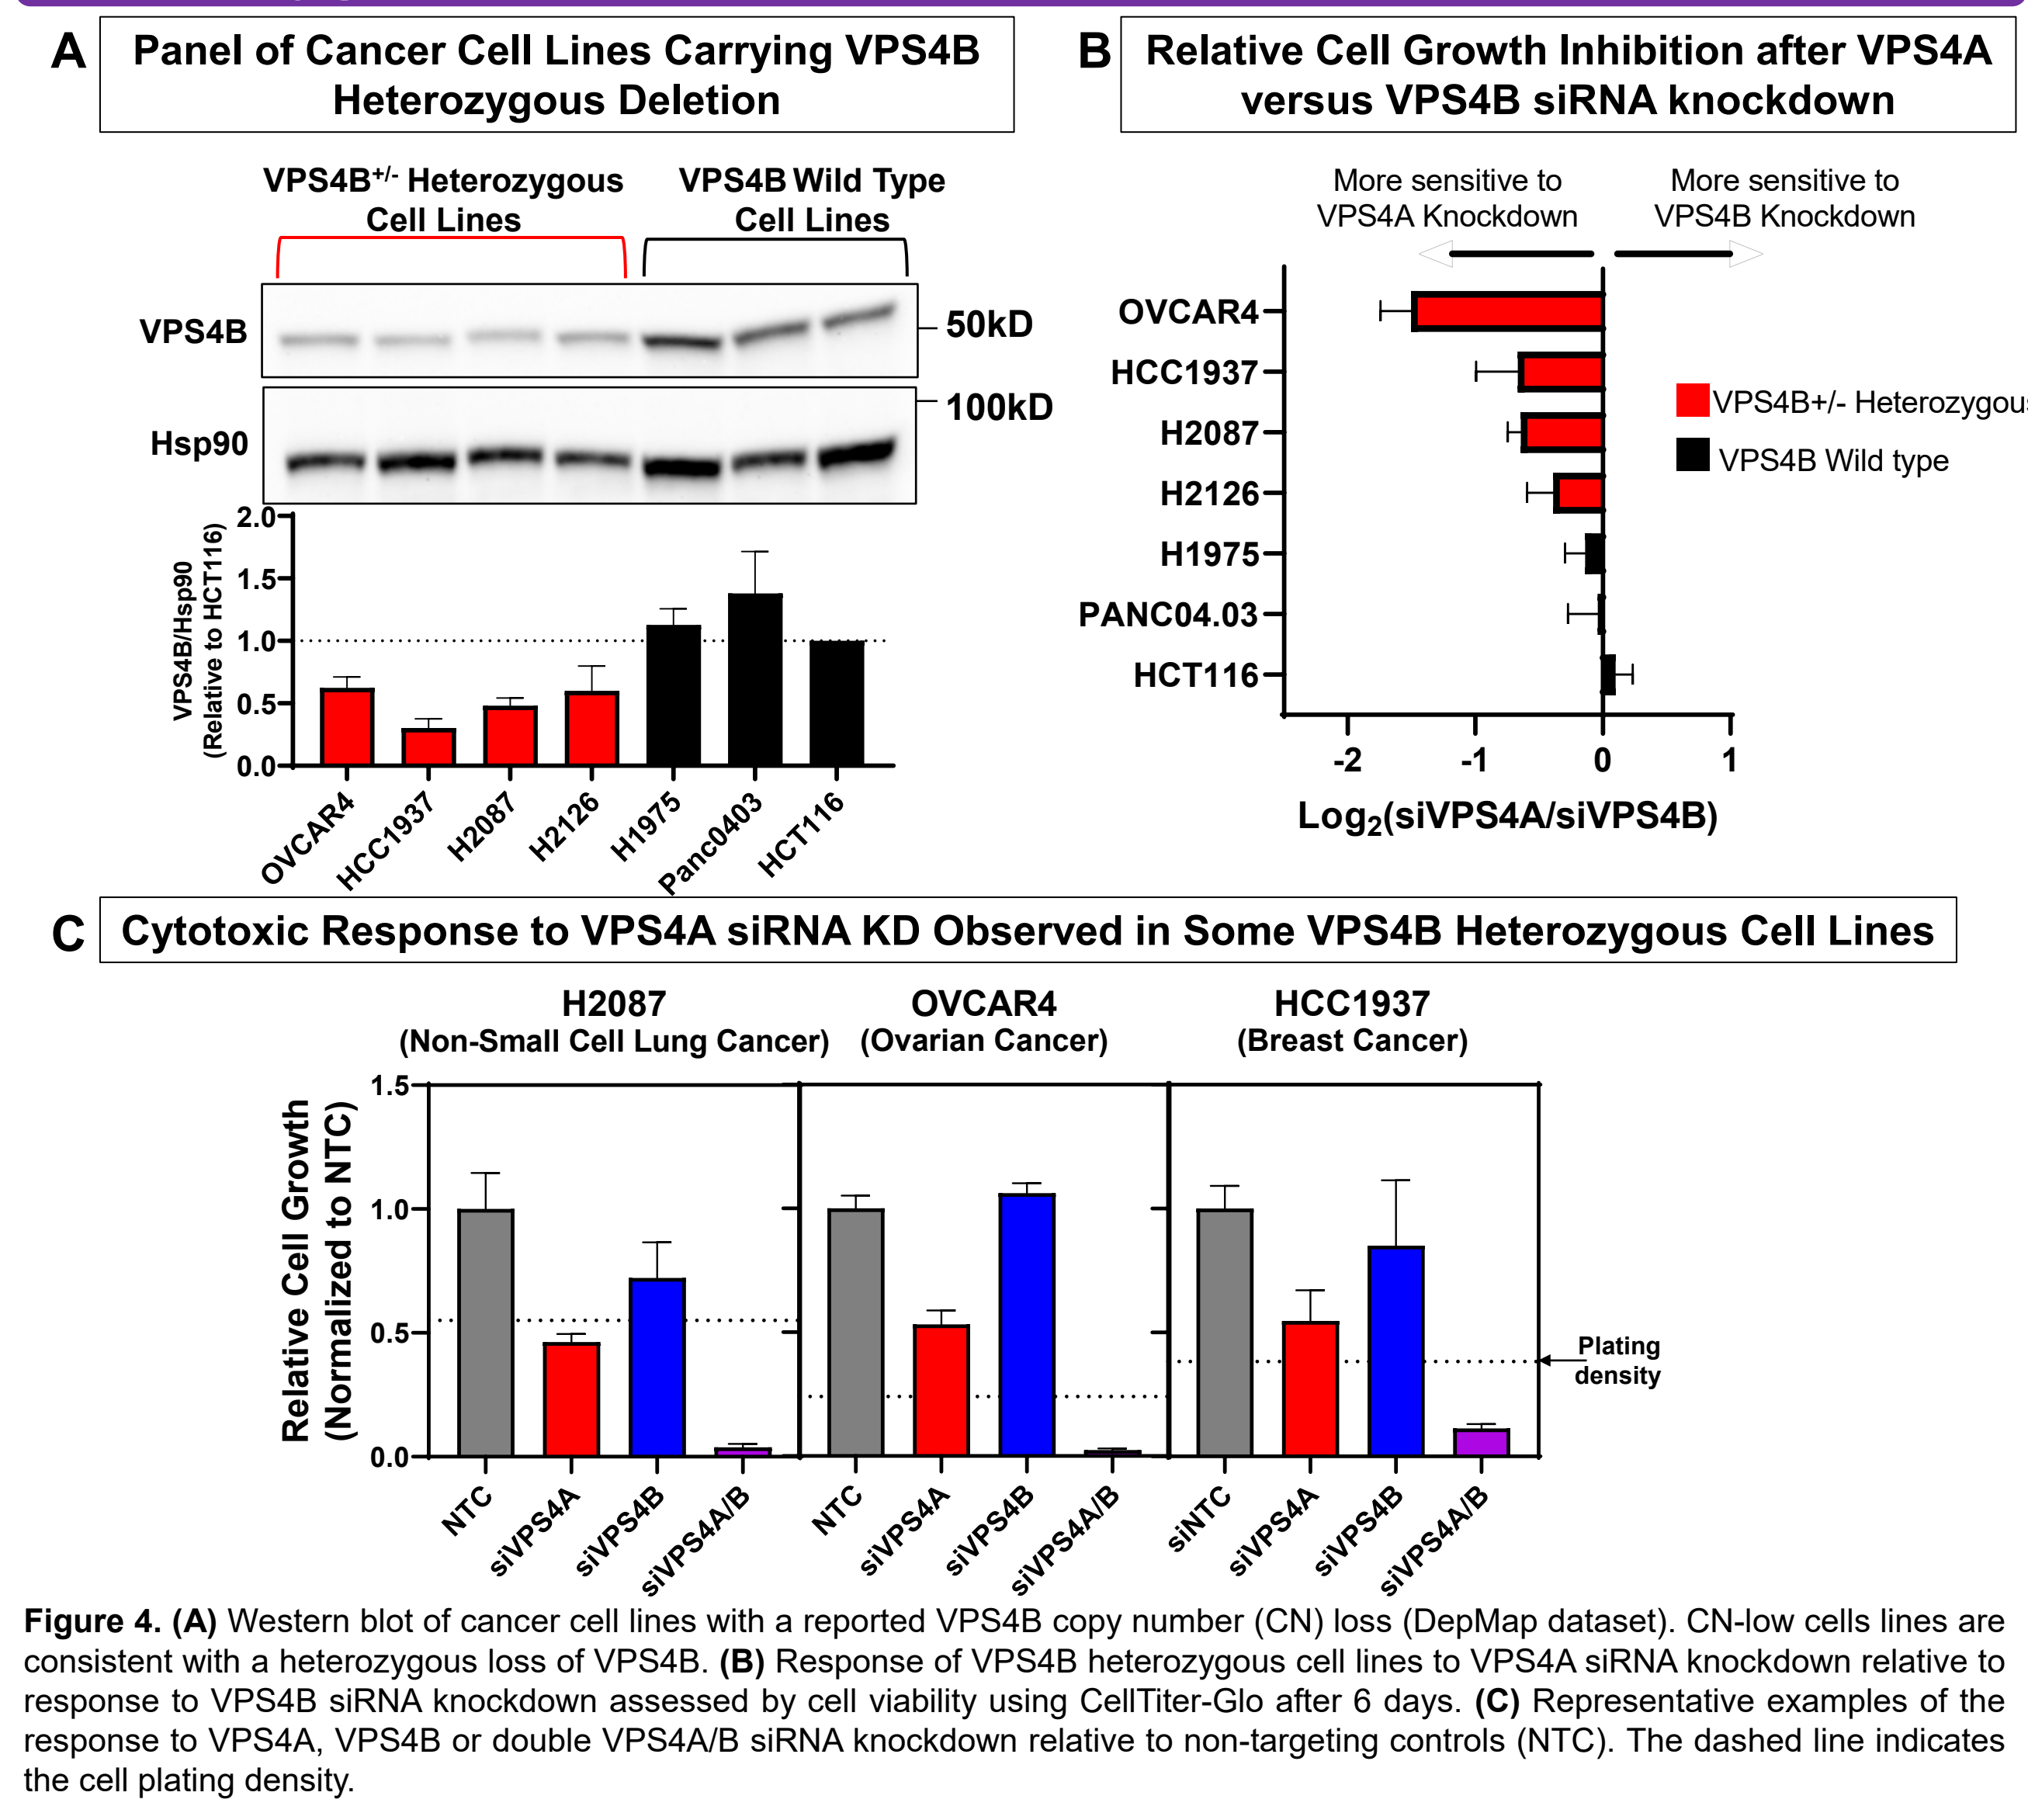 A
Panel of Cancer Cell Lines Carrying VPS4B
Heterozygous Deletion
VPS4B+/- Heterozygous
Cell Lines
VPS4B Wild Type
Cell Lines
VPS4B
50kD
100kD
Hsp90
VPS4B/Hsp90
(Relative to HCT116)
2.0
1.5
1.0
0.5
0.0
OVCAR4
HCC1937
H2087
H2126
H1975
Panc0403
HCT116
B
Relative Cell Growth Inhibition after VPS4A
versus VPS4B siRNA knockdown
More sensitive to
VPS4A Knockdown
More sensitive to
VPS4B Knockdown
OVCAR4
HCC1937
H2087
H2126
H1975
PANC04.03
HCT116
VPS4B+/- Heterozygous
VPS4B Wild type
-2
-1
0
1
Log2(siVPS4A/siVPS4B)
C
Cytotoxic Response to VPS4A siRNA KD Observed in Some VPS4B Heterozygous Cell Lines
H2087
(Non-Small Cell Lung Cancer)
OVCAR4
(Ovarian Cancer)
HCC1937
(Breast Cancer)
Relative Cell Growth
(Normalized to NTC)
1.5
1.0
0.5
0.0
Plating
density
NTC
siVPS4A
siVPS4B
siVPS4A/B
NTC
siVPS4A
siVPS4B
siVPS4A/B
siNTC
siVPS4A
siVPS4B
siVPS4A/B
Figure 4. (A) Western blot of cancer cell lines with a reported VPS4B copy number (CN) loss (DepMap dataset). CN-low cells lines are
consistent with a heterozygous loss of VPS4B. (B) Response of VPS4B heterozygous cell lines to VPS4A siRNA knockdown relative to
response to VPS4B siRNA knockdown assessed by cell viability using CellTiter-Glo after 6 days. (C) Representative examples of the
response to VPS4A, VPS4B or double VPS4A/B siRNA knockdown relative to non-targeting controls (NTC). The dashed line indicates
the cell plating density.